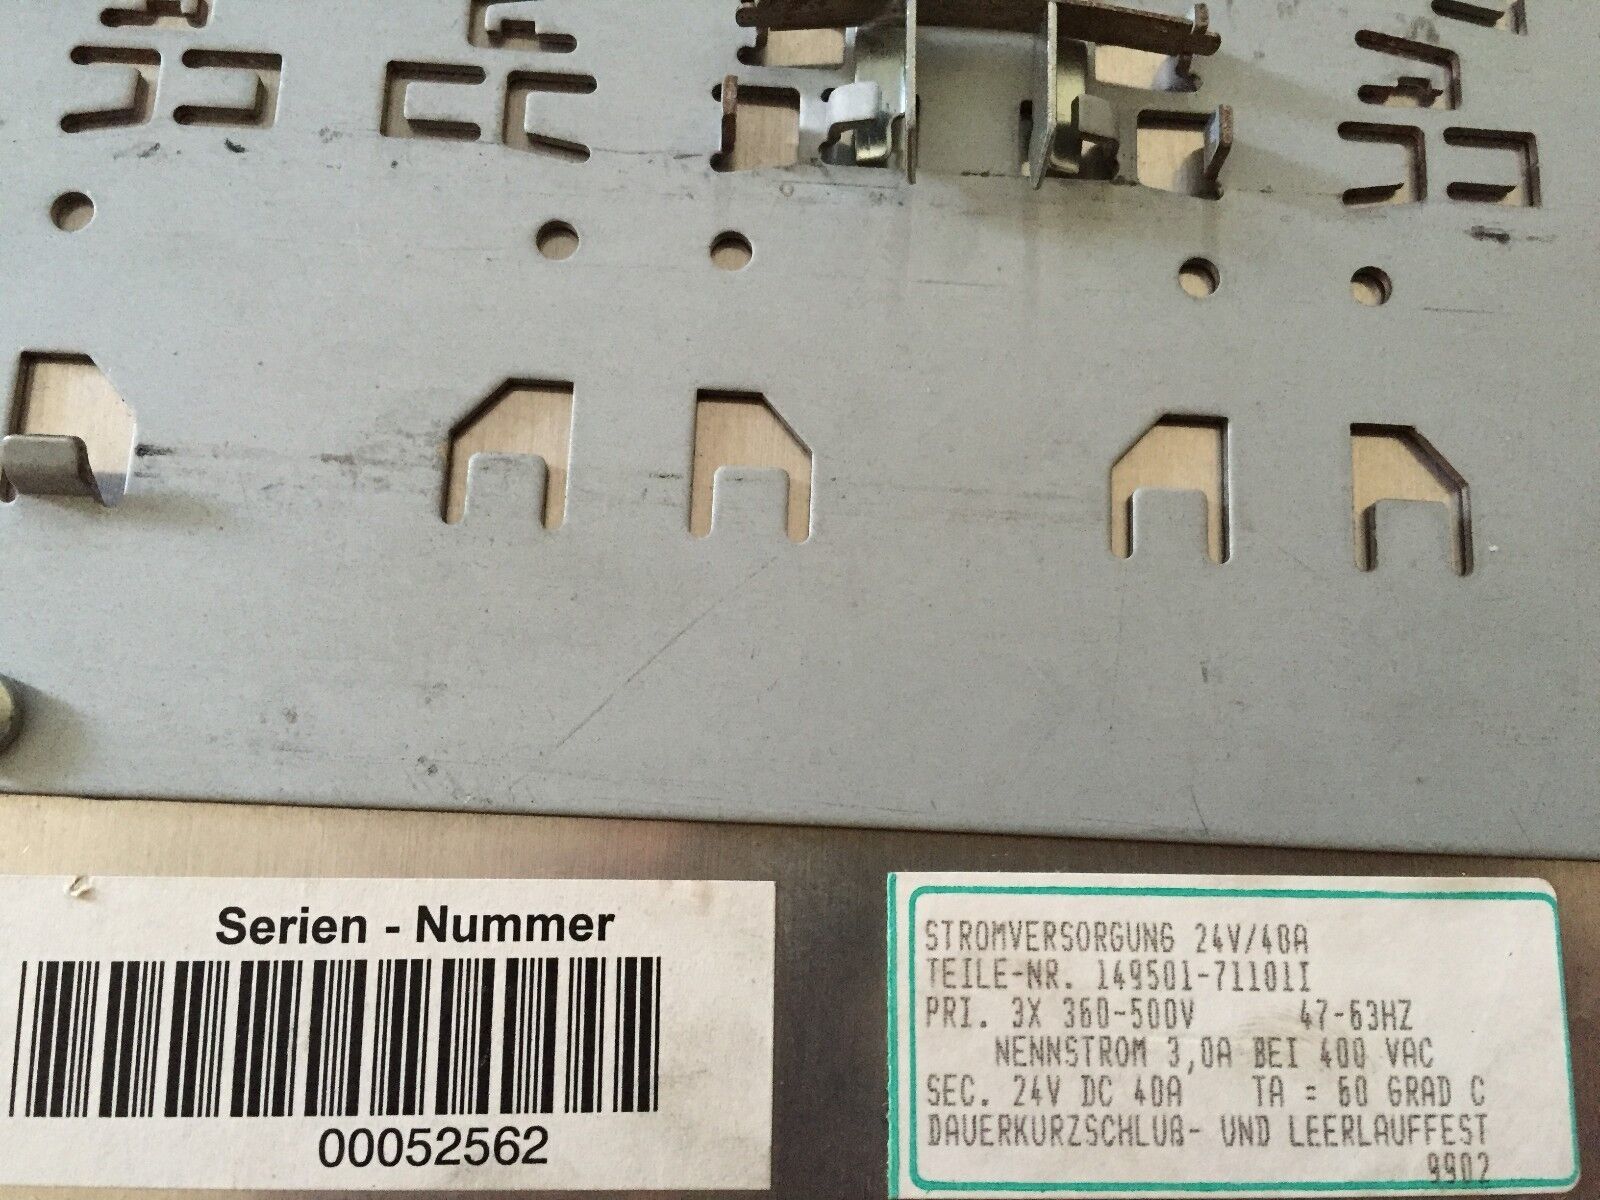 Serien - Nummer
00052562
STROMVERSORGUNG 24V/40A
TEILE-NR. 149501-71101I
PRI. 3X 360-500V 47-63HZ
NENNSTROM 3,0A BEI 400 VAC
SEC. 24V DC 40A TA = 60 GRAD C
DAUERKURZSCHLUß- UND LEERLAUFFEST
9902